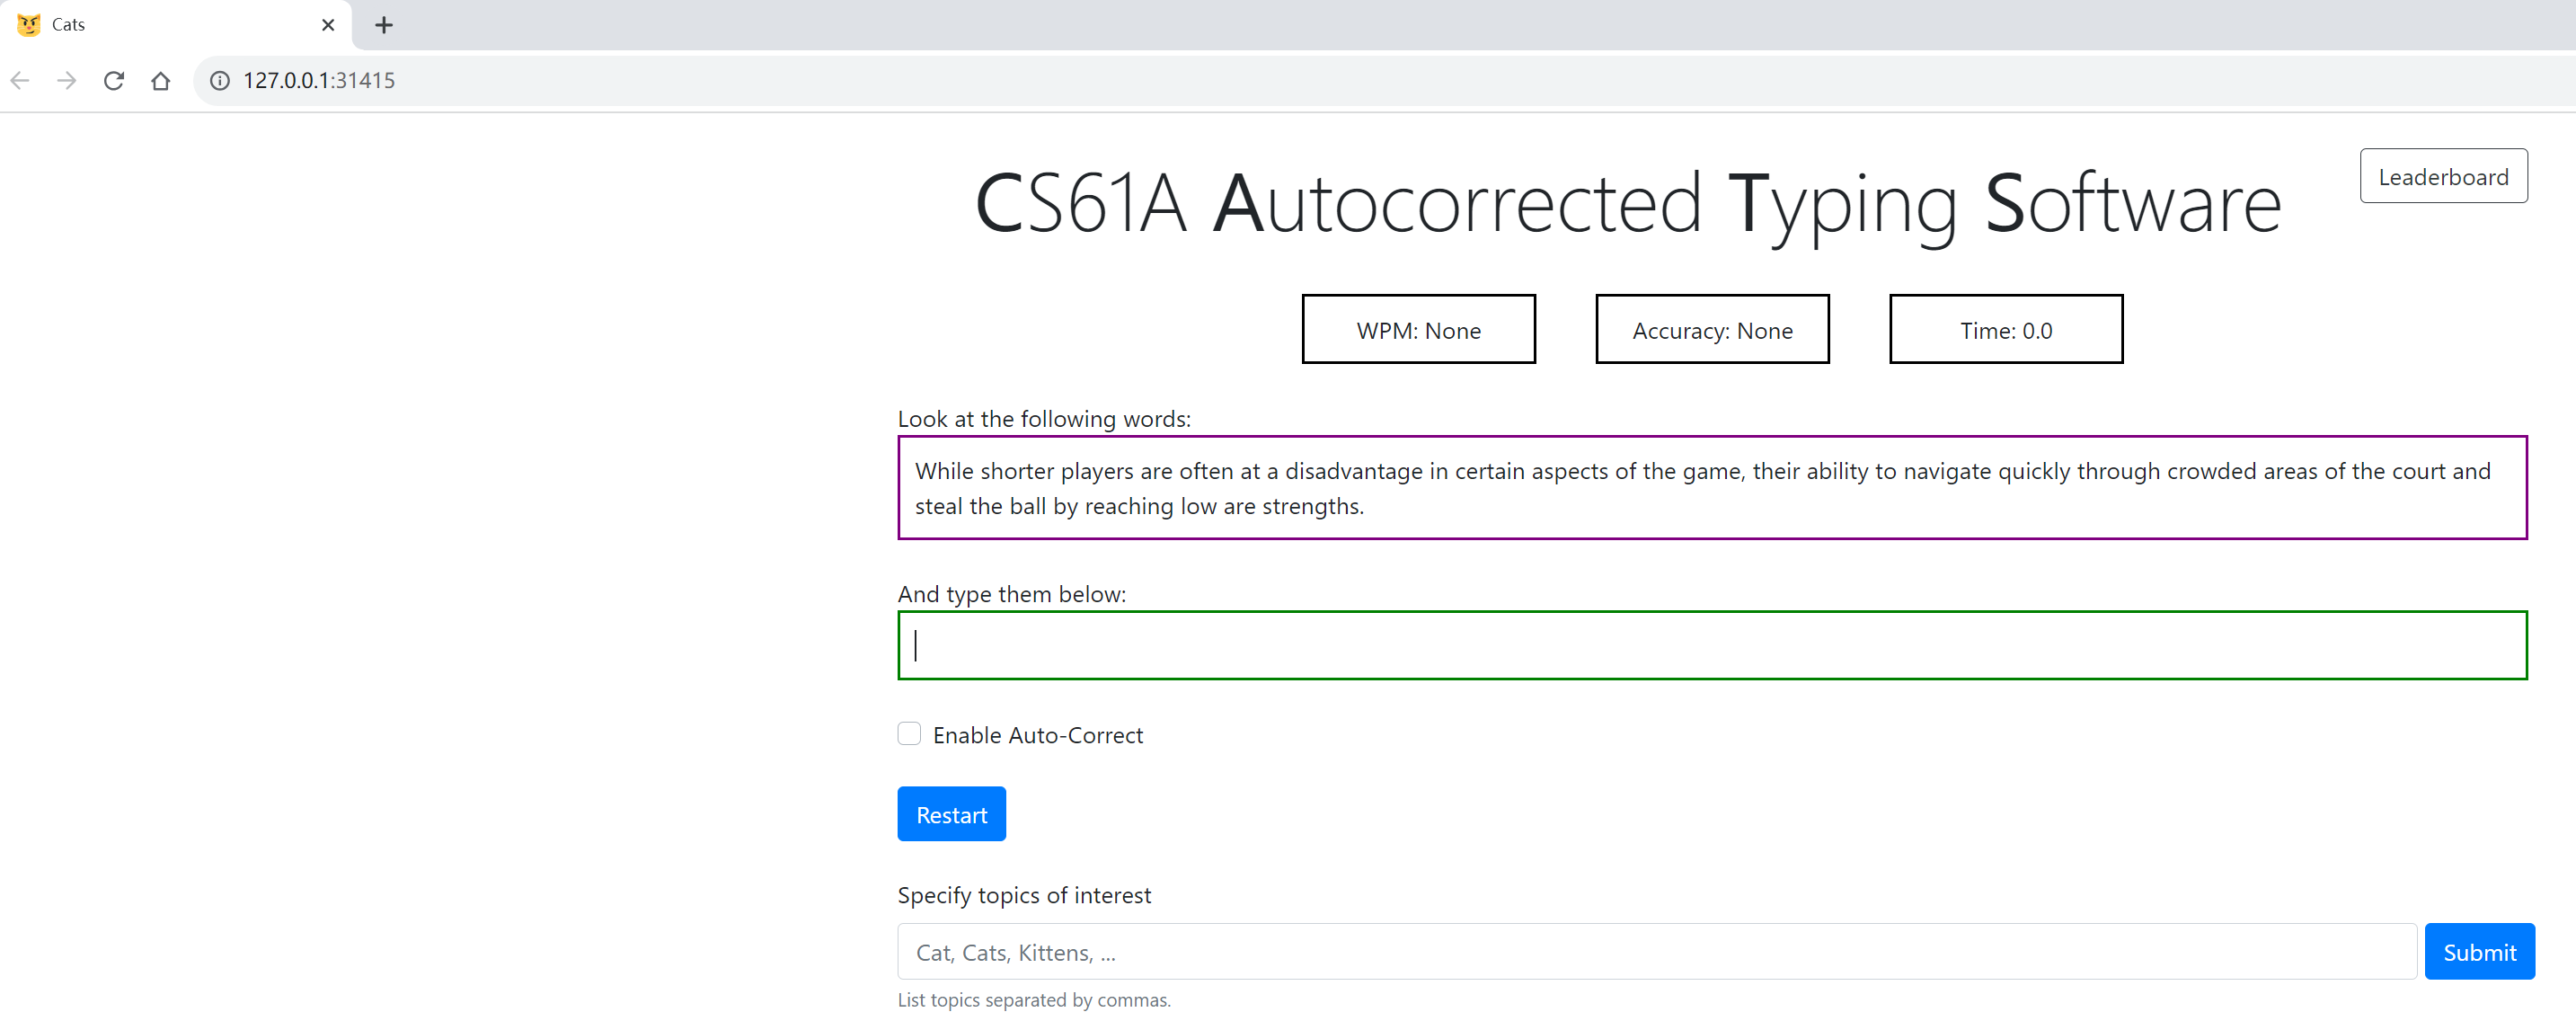 Cats
127.0.0.1:31415
CS61A Autocorrected Typing Software
Leaderboard
WPM: None
Accuracy: None
Time: 0.0
Look at the following words:
While shorter players are often at a disadvantage in certain aspects of the game, their ability to navigate quickly through crowded areas of the court and
steal the ball by reaching low are strengths.
And type them below:
Enable Auto-Correct
Restart
Specify topics of interest
Cat, Cats, Kittens, ...
Submit
List topics separated by commas.